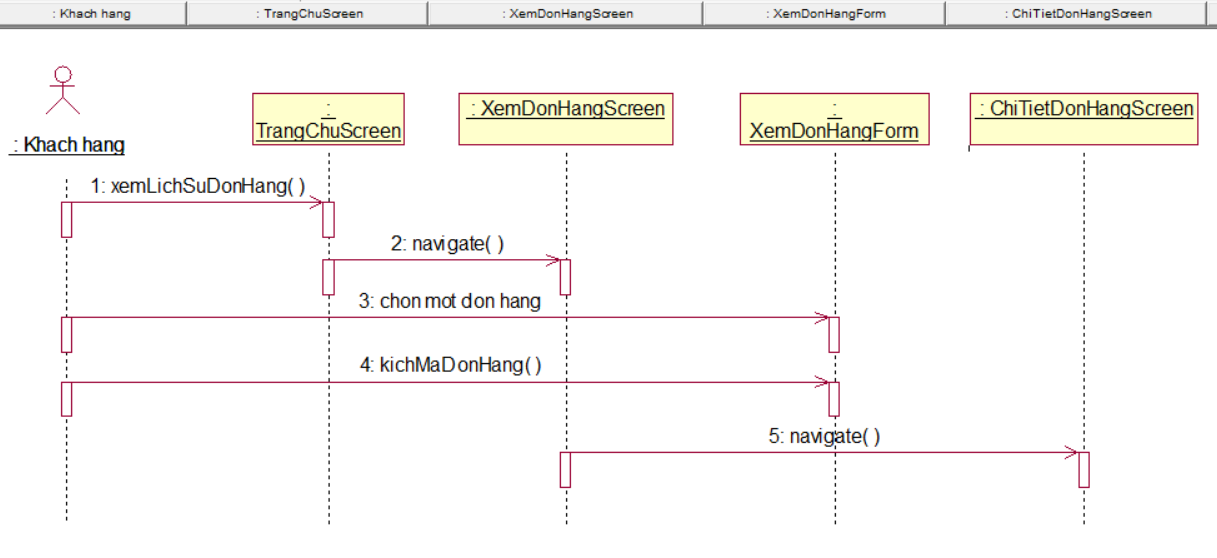 : Khach hang
: TrangChuScreen
: XemDonHangScreen
: XemDonHangForm
: ChiTietDonHangScreen
: Khach hang
:
TrangChuScreen
: XemDonHangScreen
:
XemDonHangForm
: ChiTietDonHangScreen
1: xemLichSuDonHang( )
2: navigate( )
3: chon mot don hang
4: kichMaDonHang( )
5: navigate( )